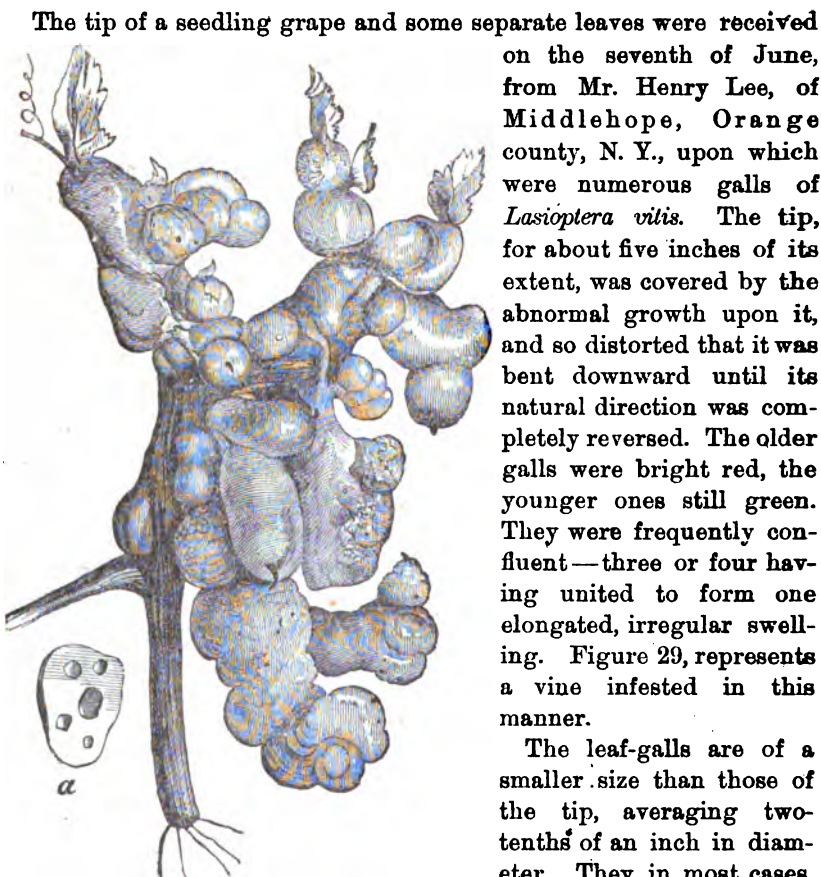 The tip of a seedling grape and some separate leaves were received
on the seventh of June,
from Mr. Henry Lee, of
Middlehope, Orange
county, N. Y., upon which
were numerous galls of
Lasioptera vitis. The tip,
for about five inches of its
extent, was covered by the
abnormal growth upon it,
and so distorted that it was
bent downward until its
natural direction was com-
pletely reversed. The older
galls were bright red, the
younger ones still green.
They were frequently con-
fluent—three or four hav-
ing united to form one
elongated, irregular swell-
ing. Figure 29, represents
a vine infested in this
manner.
The leaf-galls are of a
smaller size than those of
the tip, averaging two-
tenths of an inch in diam-
eter. They in most cases
a